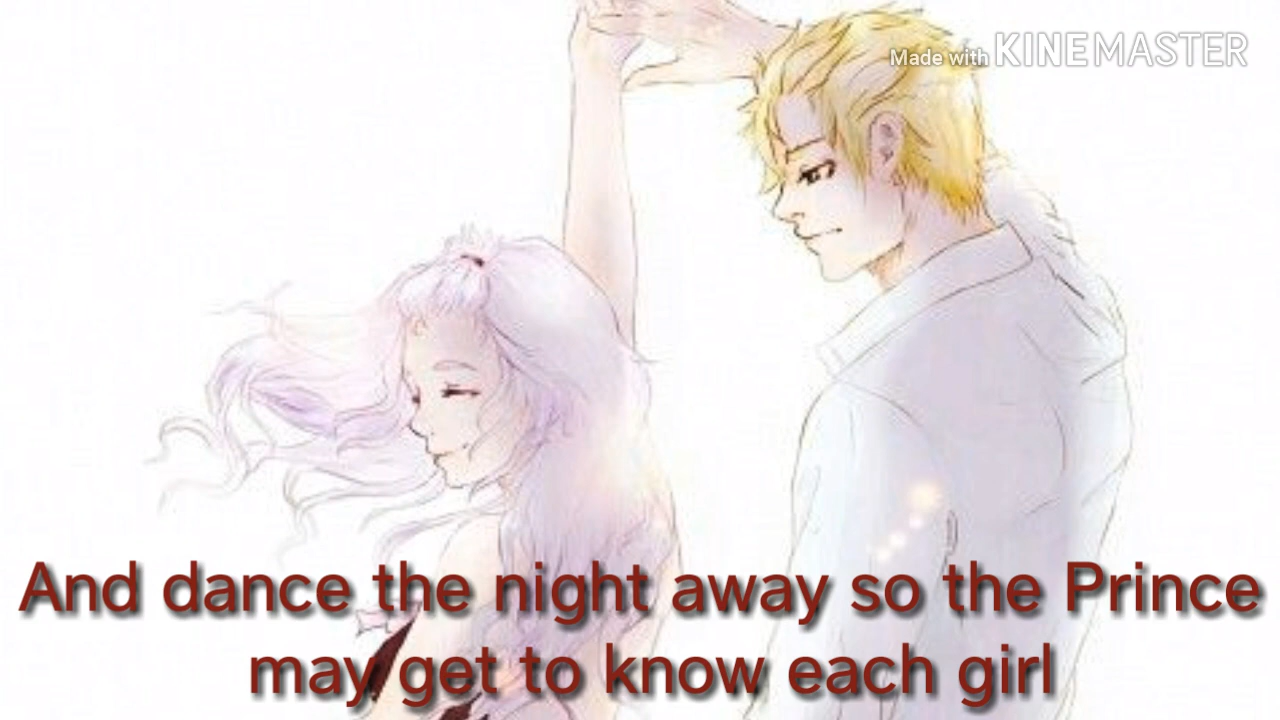 Made with KINEMASTER
And dance the night away so the Prince
may get to know each girl